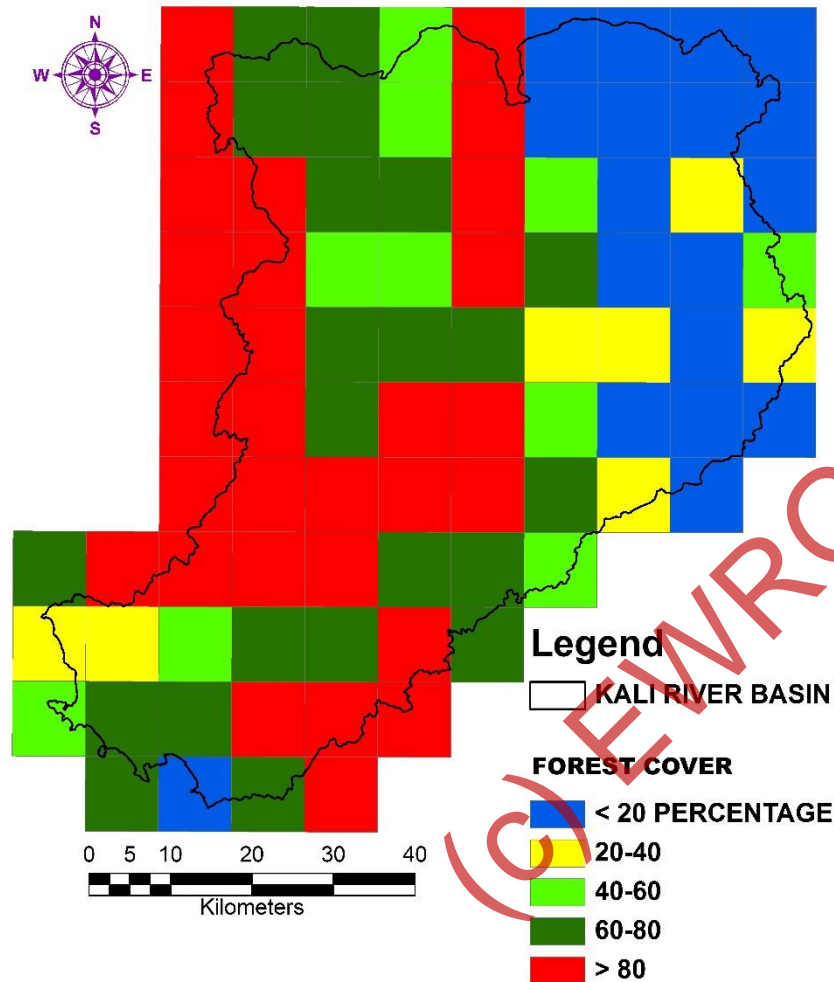 N
W E
S
Legend
KALI RIVER BASIN
FOREST COVER
< 20 PERCENTAGE
20-40
40-60
60-80
> 80
0 5 10 20 30 40
Kilometers
(c) EWRC